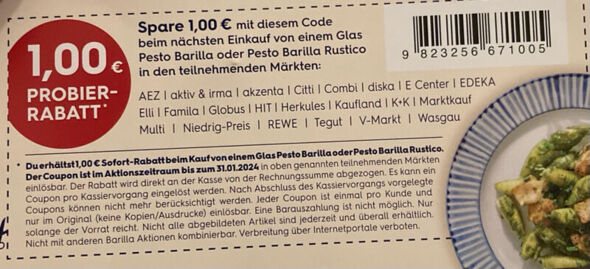 1,00 €
PROBIER-
RABATT*
Spare 1,00 € mit diesem Code
beim nächsten Einkauf von einem Glas
Pesto Barilla oder Pesto Barilla Rustico
in den teilnehmenden Märkten:
9 823256 671005
AEZ I aktiv & irma I akzenta I Citti I Combi I diska I E Center I EDEKA
Elli I Famila I Globus I HIT I Herkules I Kaufland I K+K I Marktkauf
Multi I Niedrig-Preis I REWE I Tegut I V-Markt I Wasgau
* Du erhältst 1,00 € Sofort-Rabatt beim Kauf von einem Glas Pesto Barilla oder Pesto Barilla Rustico.
Der Coupon ist im Aktionszeitraum bis zum 31.01.2024 in oben genannten teilnehmenden Märkten
einlösbar. Der Rabatt wird direkt an der Kasse von der Rechnungssumme abgezogen. Es kann ein
Coupon pro Kassiervorgang eingelöst werden. Nach Abschluss des Kassiervorgangs vorgelegte
Coupons können nicht mehr berücksichtigt werden. Jeder Coupon ist einmal pro Kunde und
nur im Original (keine Kopien/Ausdrucke) einlösbar. Eine Barauszahlung ist nicht möglich. Nur
solange der Vorrat reicht. Nicht alle abgebildeten Artikel sind jederzeit und überall erhältlich.
Nicht mit anderen Barilla Aktionen kombinierbar. Verbreitung über Internetportale verboten.